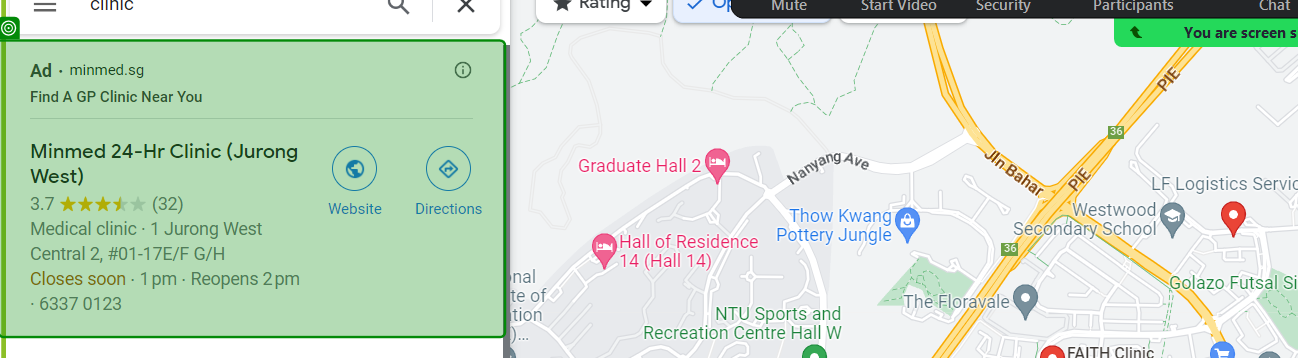 clinic
Rating
Mute
Start Video
Security
Participants
Chat
You are screen s
Ad · minmed.sg
Find A GP Clinic Near You
Minmed 24-Hr Clinic (Jurong
West)
3.7
(32)
Medical clinic · 1 Jurong West
Central 2, #01-17E/F G/H
Closes soon · 1 pm · Reopens 2 pm
· 6337 0123
Website
Directions
PIE
36
Graduate Hall 2
Nanyang Ave
Jln Bahar
PIE
LF Logistics Servic
Thow Kwang
Pottery Jungle
Westwood
Secondary School
Hall of Residence
14 (Hall 14)
36
onal
te of
tion
)...
Golazo Futsal Si
The Floravale
NTU Sports and
Recreation Centre Hall W
FAITH Clinic